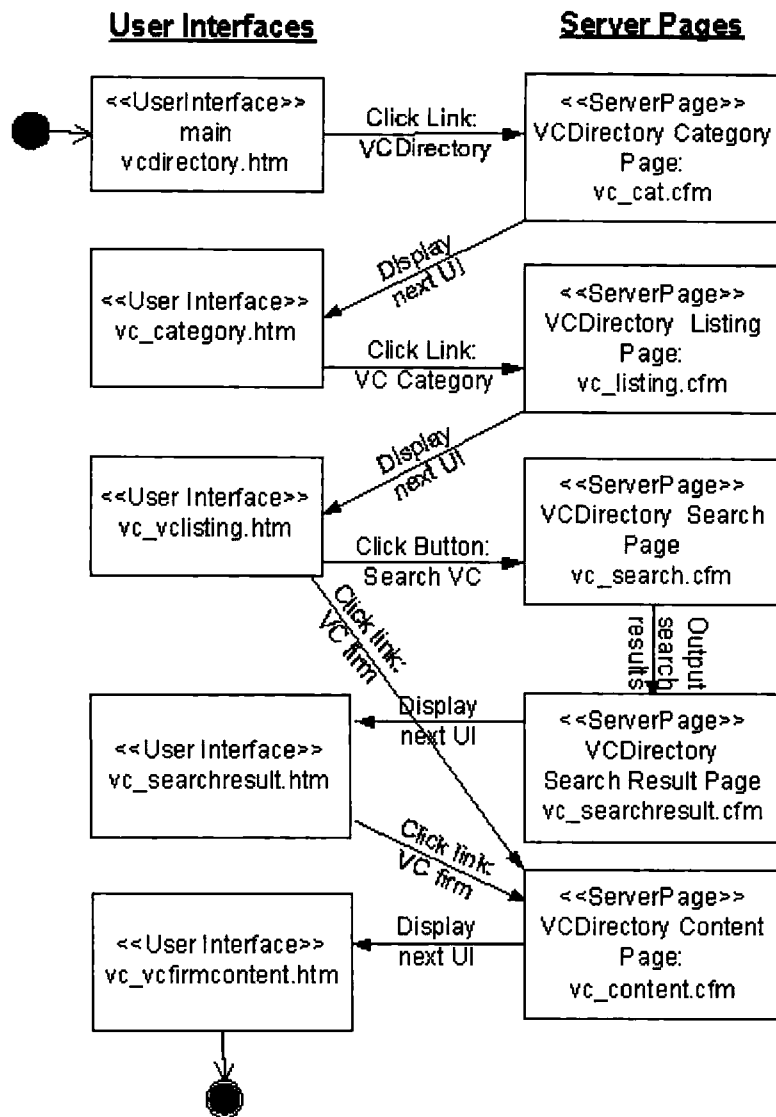 User Interfaces
Server Pages
<<UserInterface>>
main
vcdirectory.htm
Click Link:
VCDirectory
<<ServerPage>>
VCDirectory Category
Page:
vc_cat.cfm
Display
next UI
<<User Interface>>
vc_category.htm
Click Link:
VC Category
<<ServerPage>>
VCDirectory Listing
Page:
vc_listing.cfm
Display
next UI
<<User Interface>>
vc_vclisting.htm
Click Button:
Search VC
<<ServerPage>>
VCDirectory Search
Page
vc_search.cfm
Click link:
VC firm
Output
search
results
<<User Interface>>
vc_searchresult.htm
Display
next UI
<<ServerPage>>
VCDirectory
Search Result Page
vc_searchresult.cfm
Click link:
VC firm
<<User Interface>>
vc_vcfirmcontent.htm
Display
next UI
<<ServerPage>>
VCDirectory Content
Page:
vc_content.cfm